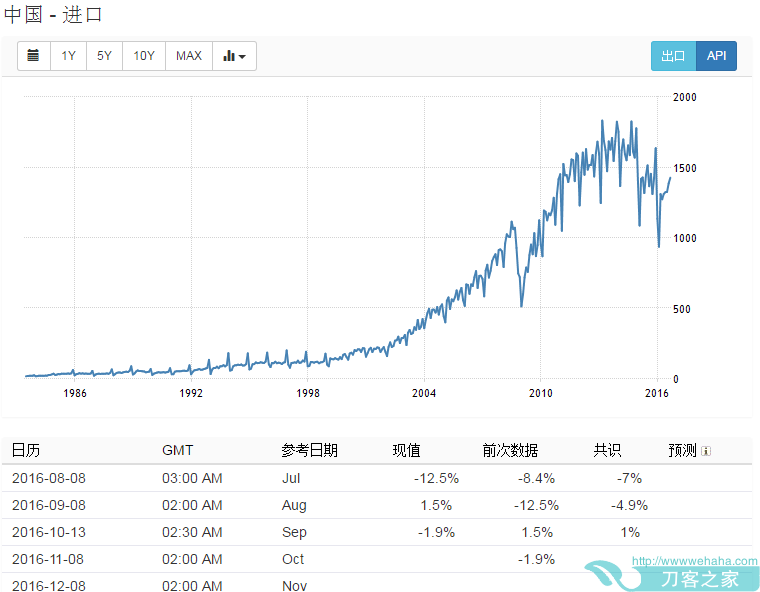 中国 - 进口
1Y 5Y 10Y MAX 出口 API
2000
1500
1000
500
0
1986 1992 1998 2004 2010 2016
日历 GMT 参考日期 现值 前次数据 共识 预测
2016-08-08 03:00 AM Jul -12.5% -8.4% -7%
2016-09-08 02:00 AM Aug 1.5% -12.5% -4.9%
2016-10-13 02:30 AM Sep -1.9% 1.5% 1%
2016-11-08 02:00 AM Oct -1.9%
2016-12-08 02:00 AM Nov
http://wwwwehaha.com
刀客之家